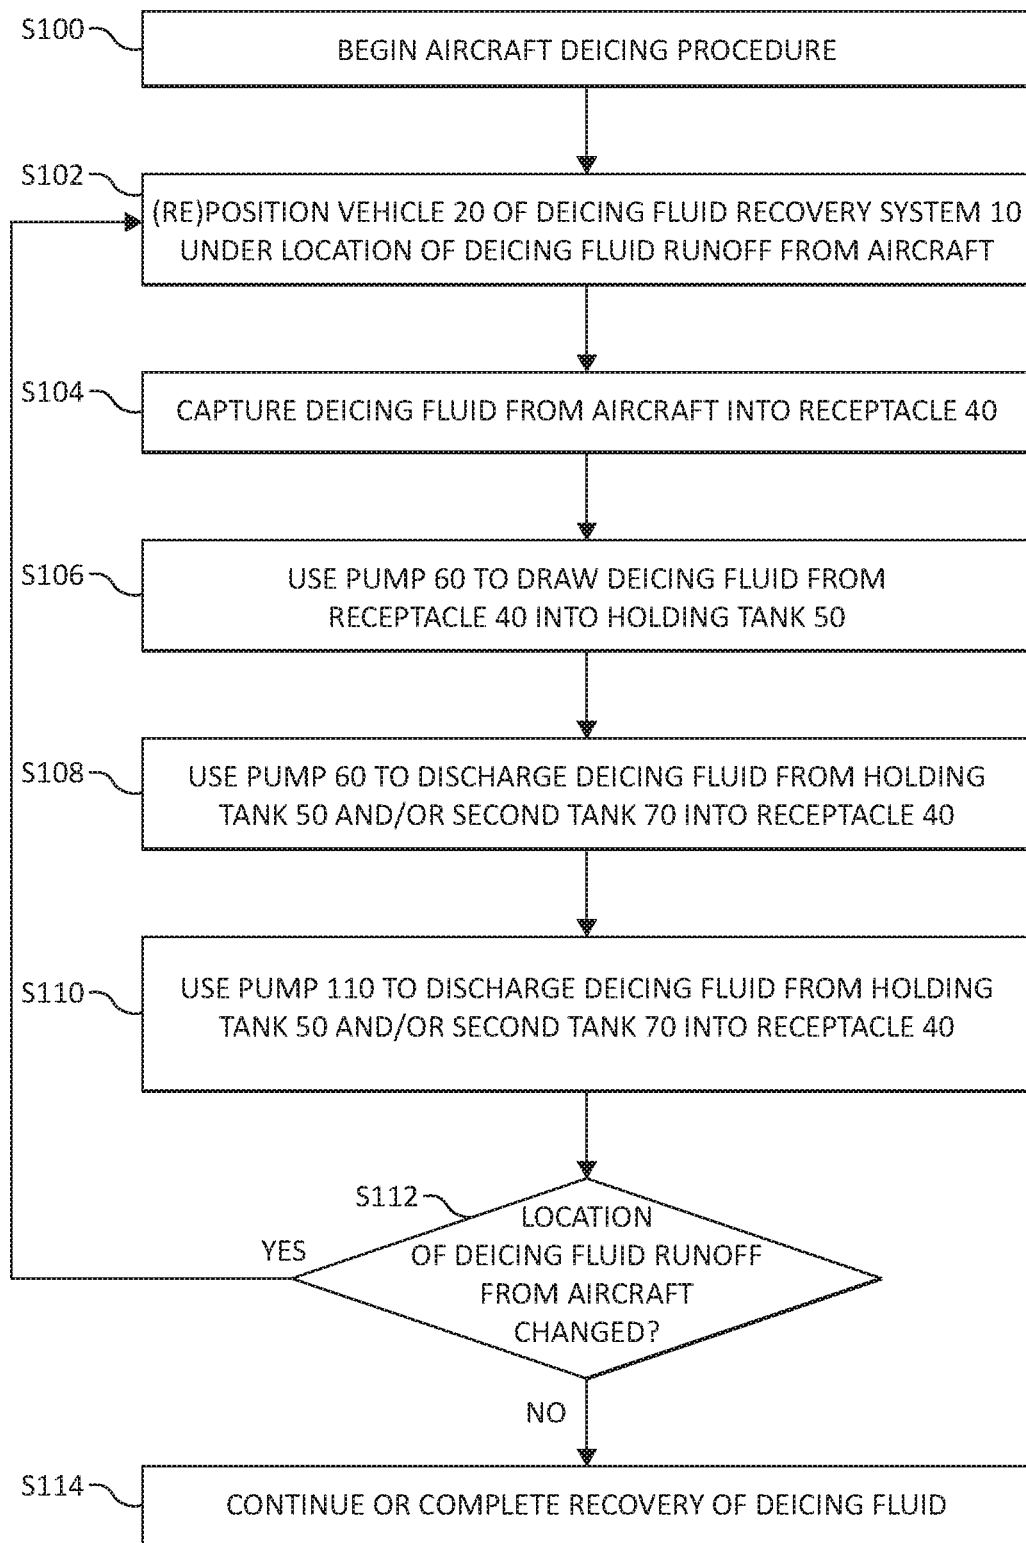 S100
BEGIN AIRCRAFT DEICING PROCEDURE
S102
(RE)POSITION VEHICLE 20 OF DEICING FLUID RECOVERY SYSTEM 10
UNDER LOCATION OF DEICING FLUID RUNOFF FROM AIRCRAFT
S104
CAPTURE DEICING FLUID FROM AIRCRAFT INTO RECEPTACLE 40
S106
USE PUMP 60 TO DRAW DEICING FLUID FROM
RECEPTACLE 40 INTO HOLDING TANK 50
S108
USE PUMP 60 TO DISCHARGE DEICING FLUID FROM HOLDING
TANK 50 AND/OR SECOND TANK 70 INTO RECEPTACLE 40
S110
USE PUMP 110 TO DISCHARGE DEICING FLUID FROM HOLDING
TANK 50 AND/OR SECOND TANK 70 INTO RECEPTACLE 40
S112
LOCATION
OF DEICING FLUID RUNOFF
FROM AIRCRAFT
CHANGED?
YES
NO
S114
CONTINUE OR COMPLETE RECOVERY OF DEICING FLUID